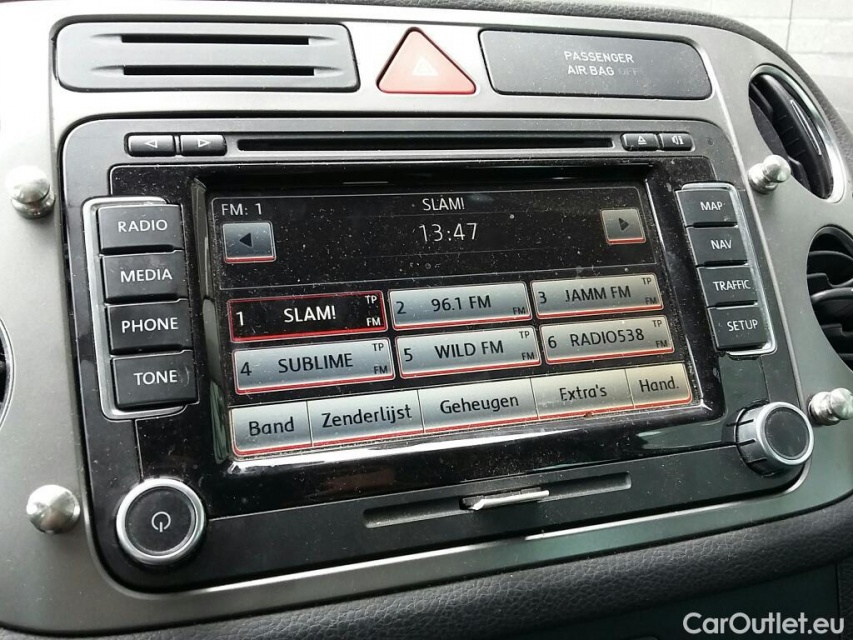 PASSENGER
AIR BAG OFF
RADIO
MEDIA
PHONE
TONE
FM: 1
SLAM!
13:47
1 SLAM! TP FM
2 96.1 FM FM
3 JAMM FM TP FM
4 SUBLIME TP FM
5 WILD FM TP FM
6 RADIO538 TP FM
Band Zenderlijst Geheugen Extra's Hand.
MAP
NAV
TRAFFIC
SETUP
CarOutlet.eu